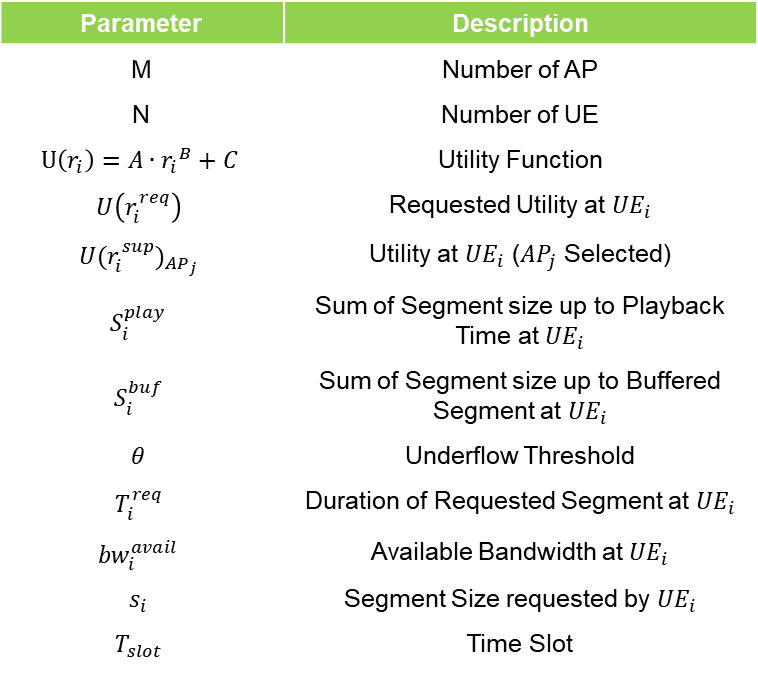 Parameter Description
M Number of AP
N Number of UE
U(r_i) = A · r_i^B + C Utility Function
U(r_i^req) Requested Utility at UE_i
U(r_i^sup)_AP_j Utility at UE_i (AP_j Selected)
S_i^play Sum of Segment size up to Playback
Time at UE_i
S_i^buf Sum of Segment size up to Buffered
Segment at UE_i
θ Underflow Threshold
T_i^req Duration of Requested Segment at UE_i
bw_i^avail Available Bandwidth at UE_i
s_i Segment Size requested by UE_i
T_slot Time Slot